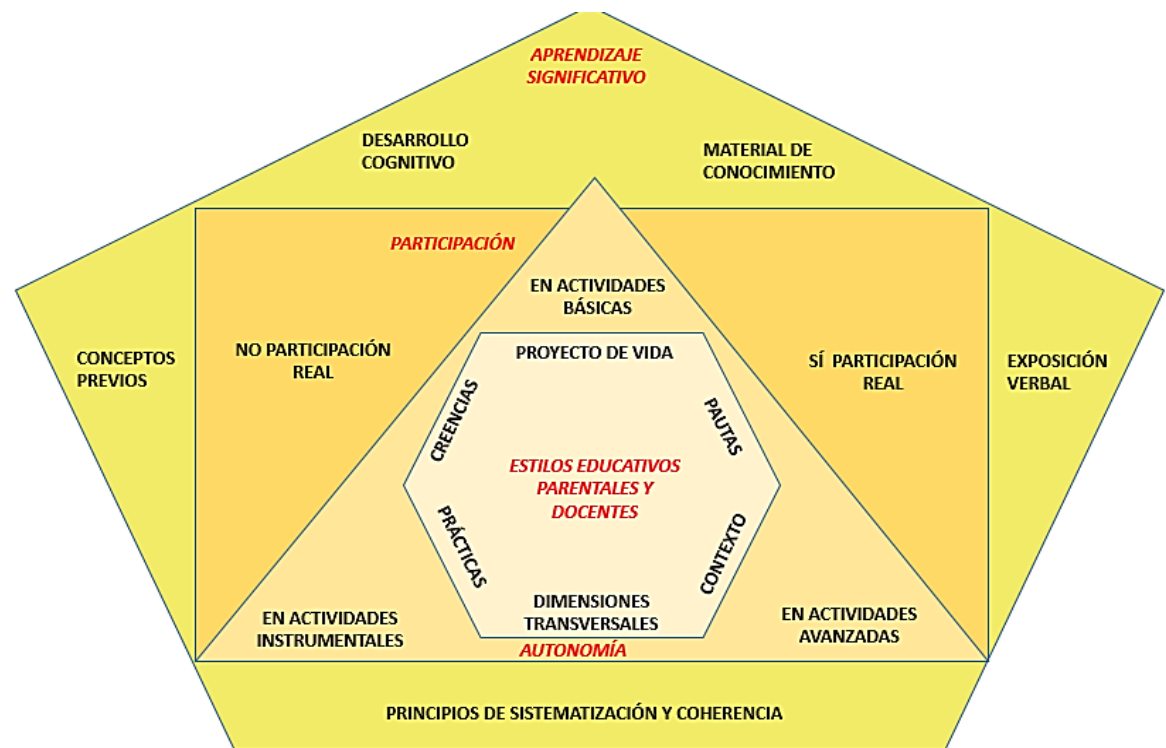 APRENDIZAJE
SIGNIFICATIVO
DESARROLLO
COGNITIVO
MATERIAL DE
CONOCIMIENTO
PARTICIPACIÓN
EN ACTIVIDADES
BÁSICAS
CONCEPTOS
PREVIOS
NO PARTICIPACIÓN
REAL
PROYECTO DE VIDA
SÍ PARTICIPACIÓN
REAL
EXPOSICIÓN
VERBAL
CREENCIAS
PAUTAS
ESTILOS EDUCATIVOS
PARENTALES Y
DOCENTES
PRÁCTICAS
CONTEXTO
DIMENSIONES
TRANSVERSALES
EN ACTIVIDADES
INSTRUMENTALES
EN ACTIVIDADES
AVANZADAS
AUTONOMÍA
PRINCIPIOS DE SISTEMATIZACIÓN Y COHERENCIA